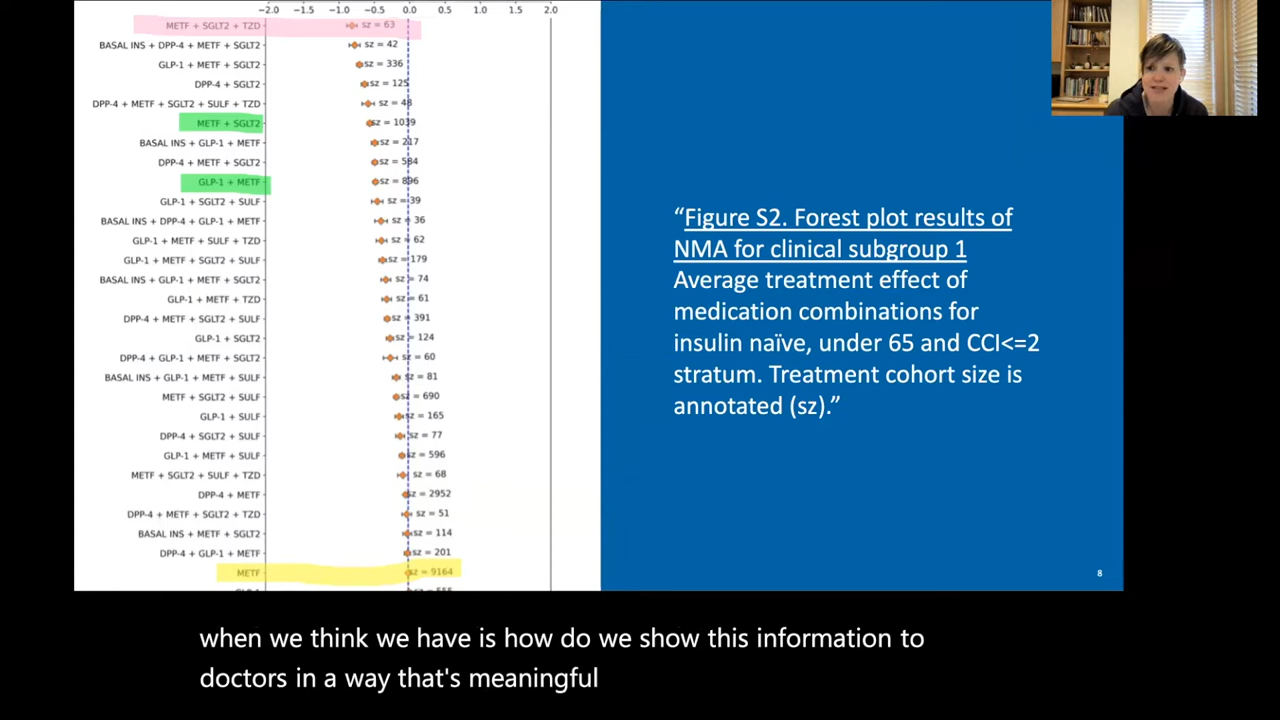 −2.0 −1.5 −1.0 −0.5 0.0 0.5 1.0 1.5 2.0
METF + SGLT2 + TZD sz = 63
BASAL INS + DPP-4 + METF + SGLT2 sz = 42
GLP-1 + METF + SGLT2 sz = 336
DPP-4 + SGLT2 sz = 125
DPP-4 + METF + SGLT2 + SULF + TZD sz = 48
METF + SGLT2 sz = 1039
BASAL INS + GLP-1 + METF sz = 217
DPP-4 + METF + SGLT2 sz = 584
GLP-1 + METF sz = 896
GLP-1 + SGLT2 + SULF sz = 39
BASAL INS + DPP-4 + GLP-1 + METF sz = 36
GLP-1 + METF + SULF + TZD sz = 62
GLP-1 + METF + SGLT2 + SULF sz = 179
BASAL INS + GLP-1 + METF + SGLT2 sz = 74
GLP-1 + METF + TZD sz = 61
DPP-4 + METF + SGLT2 + SULF sz = 391
GLP-1 + SGLT2 sz = 124
DPP-4 + GLP-1 + METF + SGLT2 sz = 60
BASAL INS + GLP-1 + METF + SULF sz = 81
METF + SGLT2 + SULF sz = 690
GLP-1 + SULF sz = 165
DPP-4 + SGLT2 + SULF sz = 77
GLP-1 + METF + SULF sz = 596
METF + SGLT2 + SULF + TZD sz = 68
DPP-4 + METF sz = 2952
DPP-4 + METF + SGLT2 + TZD sz = 51
BASAL INS + METF + SGLT2 sz = 114
DPP-4 + GLP-1 + METF sz = 201
METF sz = 9164
“Figure S2. Forest plot results of
NMA for clinical subgroup 1
Average treatment effect of
medication combinations for
insulin naïve, under 65 and CCI<=2
stratum. Treatment cohort size is
annotated (sz).”
8
when we think we have is how do we show this information to
doctors in a way that's meaningful